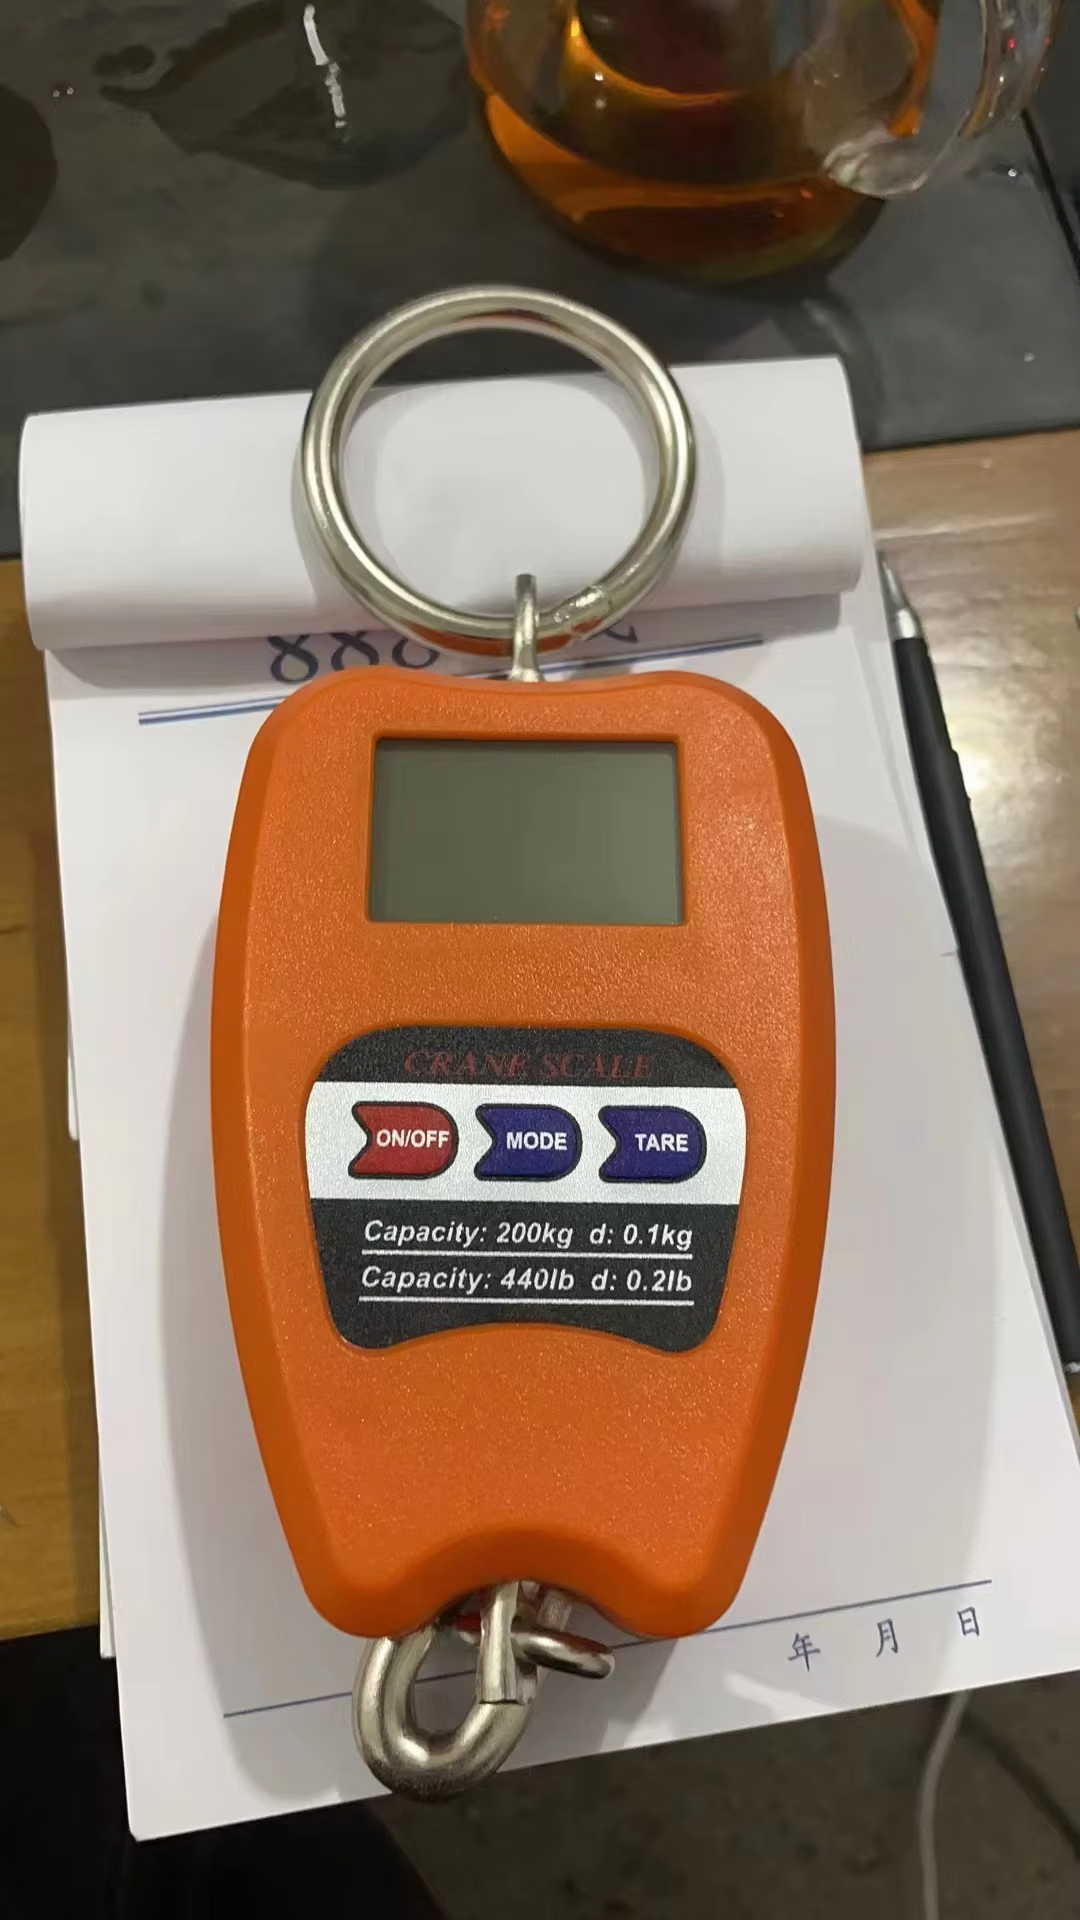 CRANE SCALE
ON/OFF MODE TARE
Capacity: 200kg d: 0.1kg
Capacity: 440lb d: 0.2lb
年 月 日